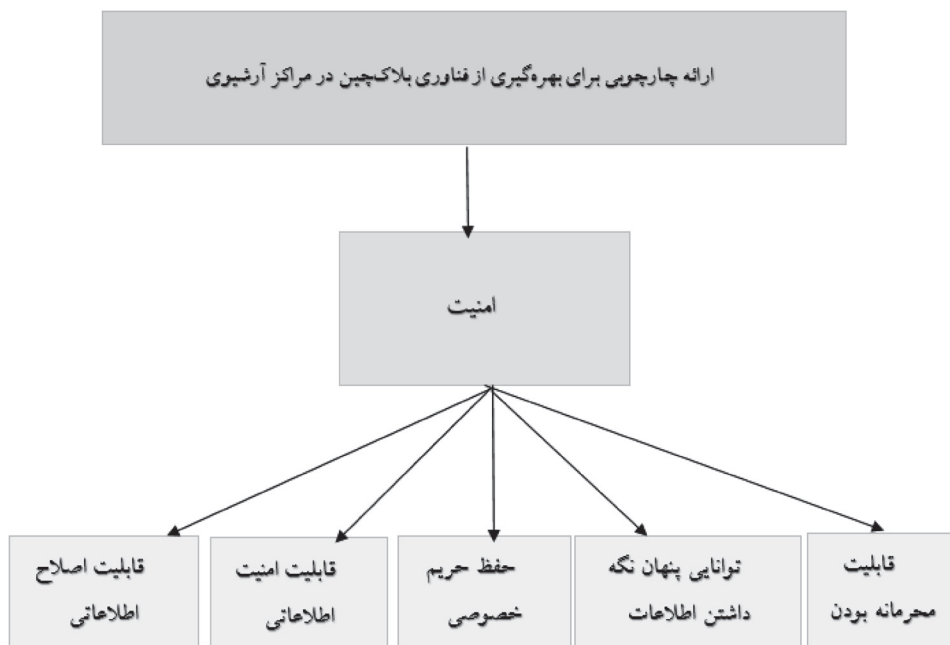 ارائه چارچوبی برای بهره‌گیری از فناوری بلاک‌چین در مراکز آرشیوی
امنیت
قابلیت
محرمانه بودن
توانایی پنهان نگه
داشتن اطلاعات
حفظ حریم
خصوصی
قابلیت امنیت
اطلاعاتی
قابلیت اصلاح
اطلاعاتی